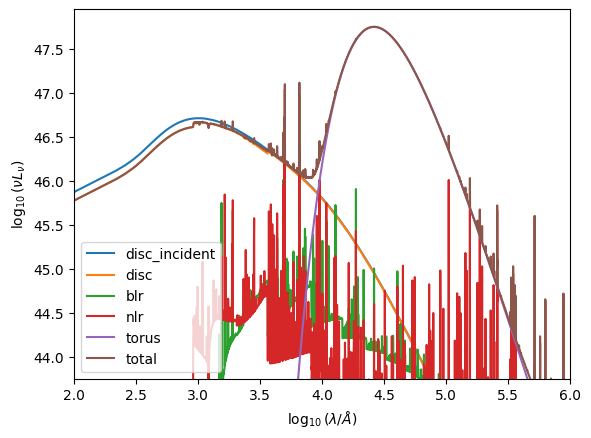 47.5
47.0
46.5
46.0
45.5
45.0
44.5
44.0
log₁₀(νLᵥ)
disc_incident
disc
blr
nlr
torus
total
2.0 2.5 3.0 3.5 4.0 4.5 5.0 5.5 6.0
log₁₀(λ/Å)